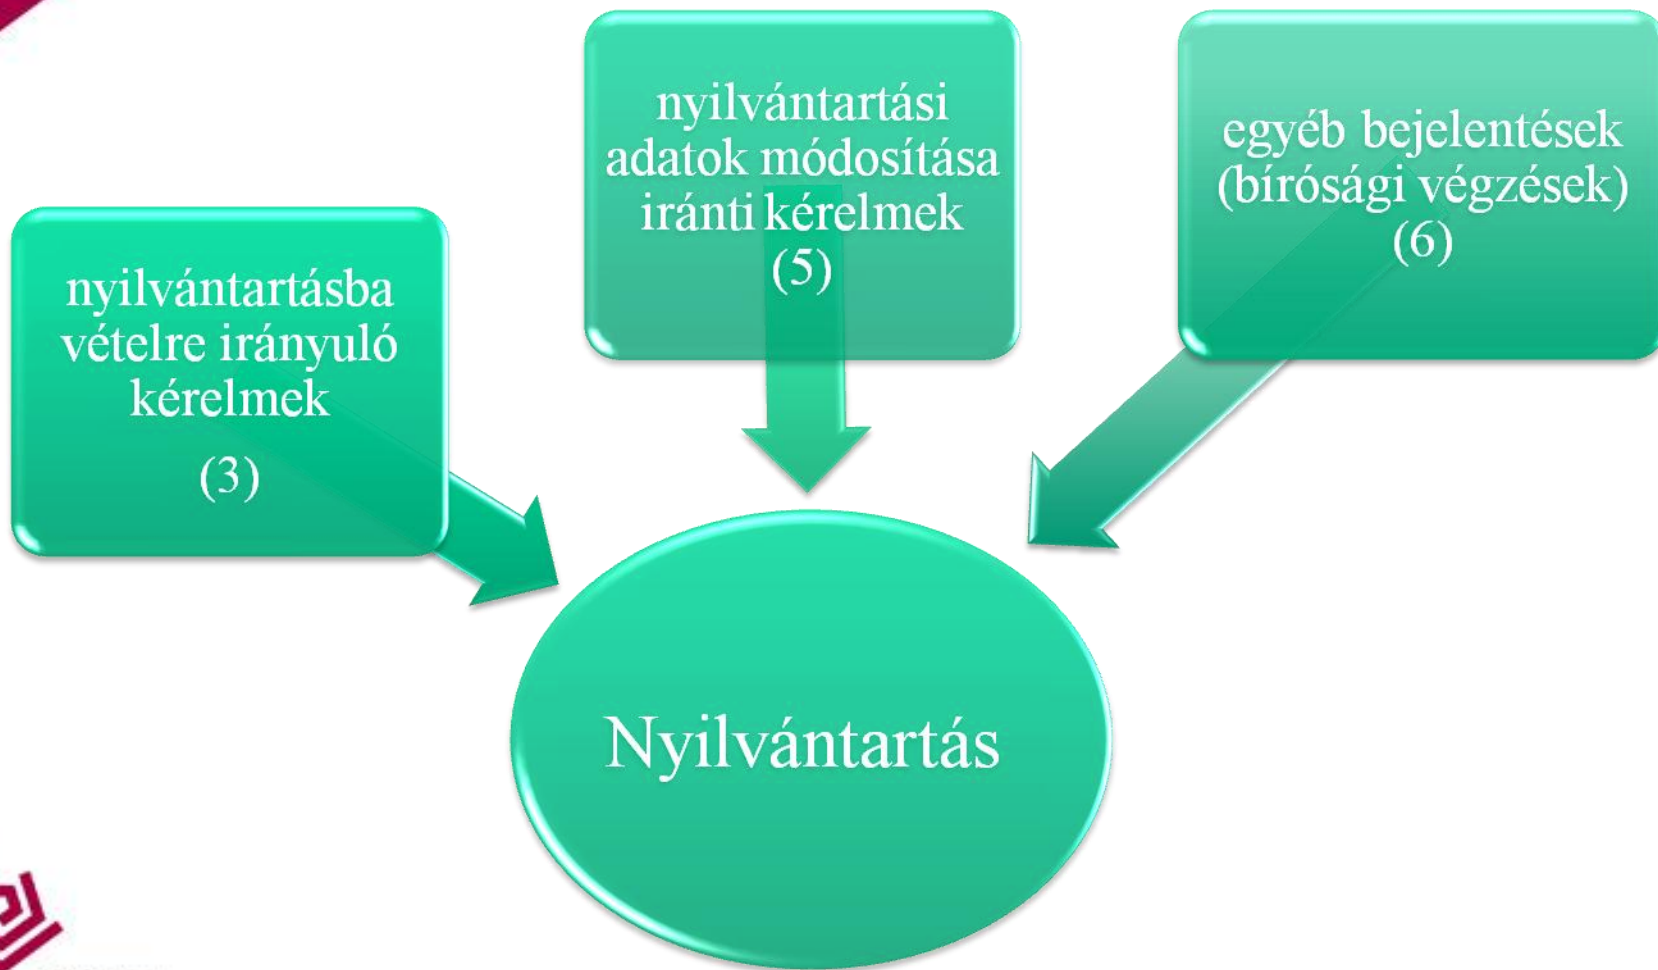 nyilvántartásba
vételre irányuló
kérelmek
(3)
nyilvántartási
adatok módosítása
iránti kérelmek
(5)
egyéb bejelentések
(bírósági végzések)
(6)
Nyilvántartás